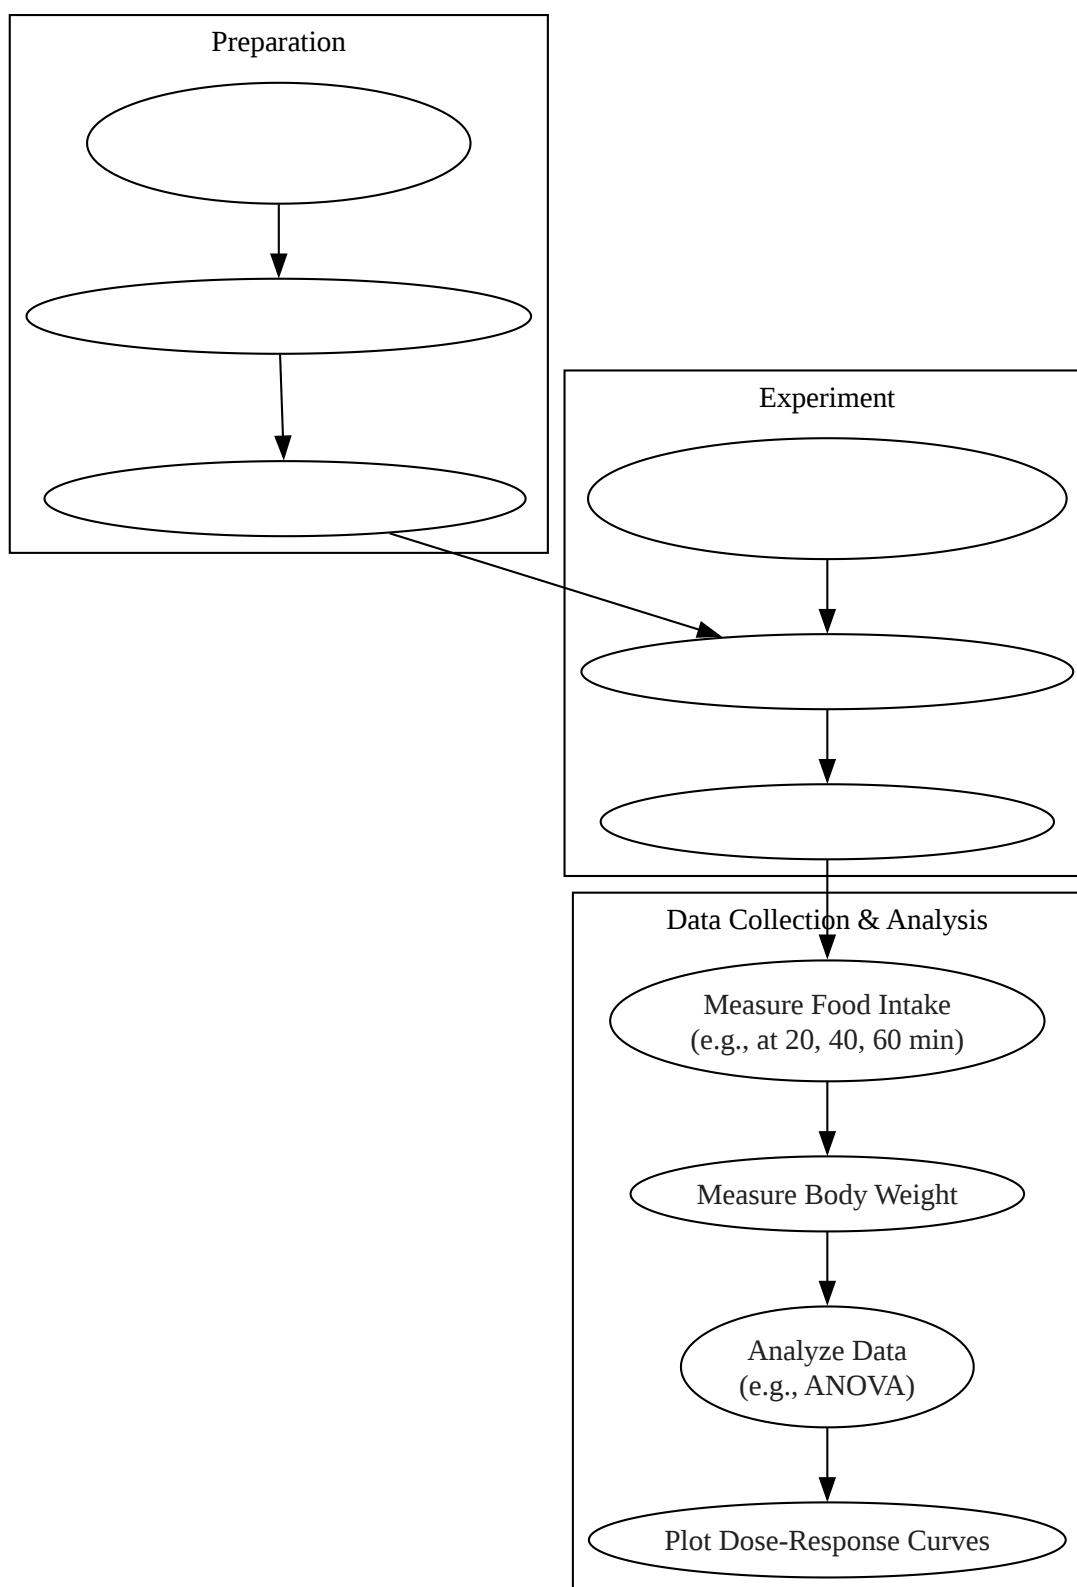 Preparation
Experiment
Data Collection & Analysis
Measure Food Intake
(e.g., at 20, 40, 60 min)
Measure Body Weight
Analyze Data
(e.g., ANOVA)
Plot Dose-Response Curves